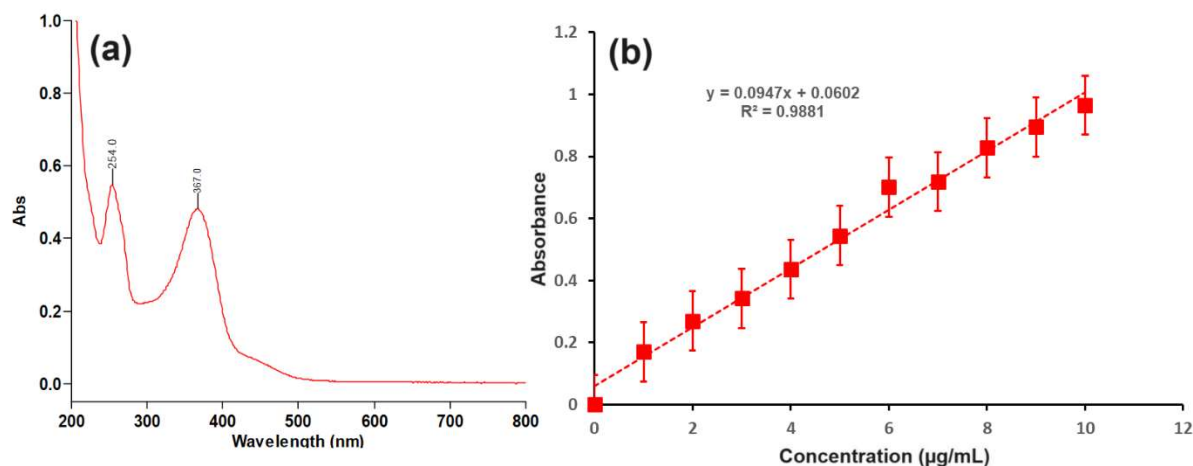 (a)
1.0
0.8
0.6
0.4
0.2
0.0
Abs
254.0
367.0
200 300 400 500 600 700 800
Wavelength (nm)
(b)
y = 0.0947x + 0.0602
R² = 0.9881
1.2
1
0.8
0.6
0.4
0.2
0
Absorbance
0 2 4 6 8 10 12
Concentration (µg/mL)